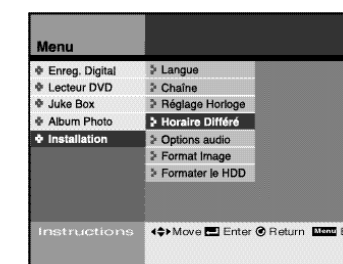 Menu
Enreg. Digital
Lecteur DVD
Juke Box
Album Photo
Installation
Langue
Chaîne
Réglage Horloge
Horaire Différé
Options audio
Format Image
Formater le HDD
Instructions
Move Enter Return Menu